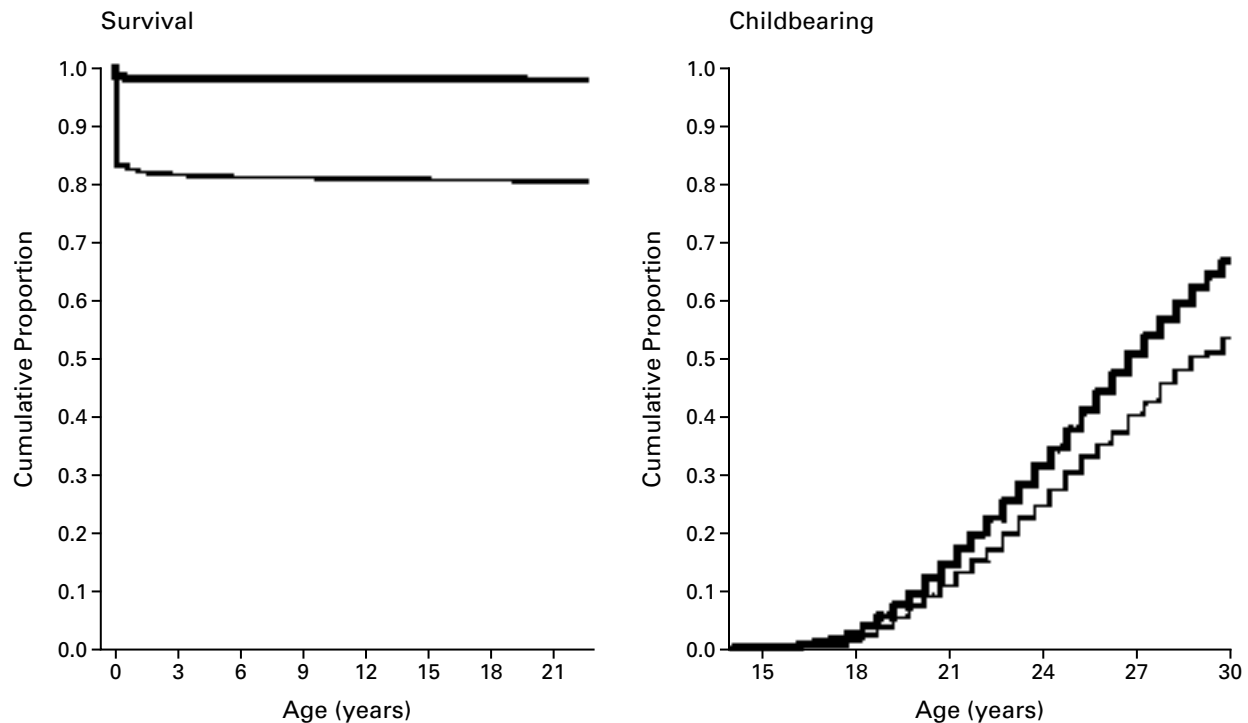 Survival
1.0
0.9
0.8
0.7
0.6
0.5
0.4
0.3
0.2
0.1
0.0
Cumulative Proportion
0 3 6 9 12 15 18 21
Age (years)
Childbearing
1.0
0.9
0.8
0.7
0.6
0.5
0.4
0.3
0.2
0.1
0.0
Cumulative Proportion
15 18 21 24 27 30
Age (years)